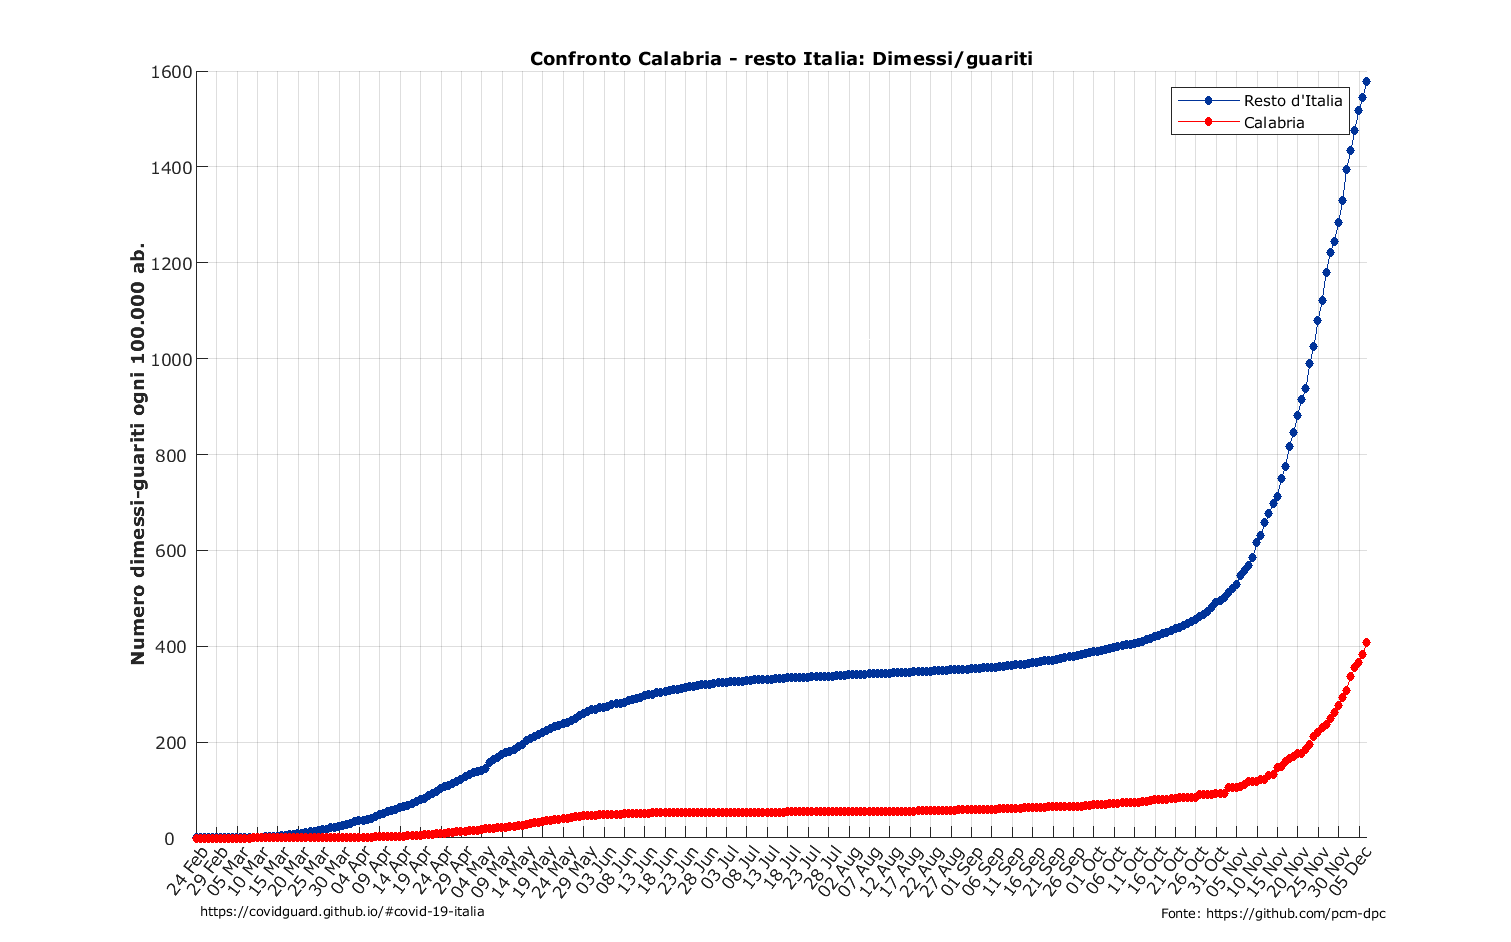 Confronto Calabria - resto Italia: Dimessi/guariti
Resto d'Italia
Calabria
Numero dimessi-guariti ogni 100.000 ab.
1600
1400
1200
1000
800
600
400
200
0
24 Feb
29 Feb
05 Mar
10 Mar
15 Mar
20 Mar
25 Mar
30 Mar
04 Apr
09 Apr
14 Apr
19 Apr
24 Apr
29 Apr
04 May
09 May
14 May
19 May
24 May
29 May
03 Jun
08 Jun
13 Jun
18 Jun
23 Jun
28 Jun
03 Jul
08 Jul
13 Jul
18 Jul
23 Jul
28 Jul
02 Aug
07 Aug
12 Aug
17 Aug
22 Aug
27 Aug
01 Sep
06 Sep
11 Sep
16 Sep
21 Sep
26 Sep
01 Oct
06 Oct
11 Oct
16 Oct
21 Oct
26 Oct
31 Oct
05 Nov
10 Nov
15 Nov
20 Nov
25 Nov
30 Nov
05 Dec
https://covidguard.github.io/#covid-19-italia
Fonte: https://github.com/pcm-dpc